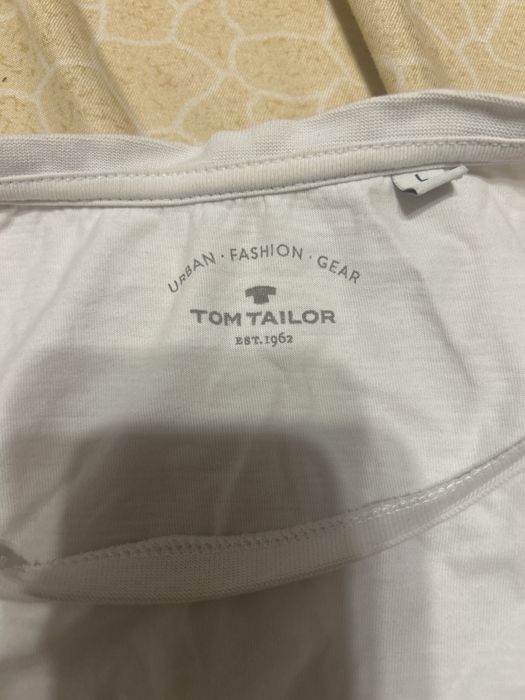 L
URBAN · FASHION · GEAR
TOM TAILOR
EST.1962